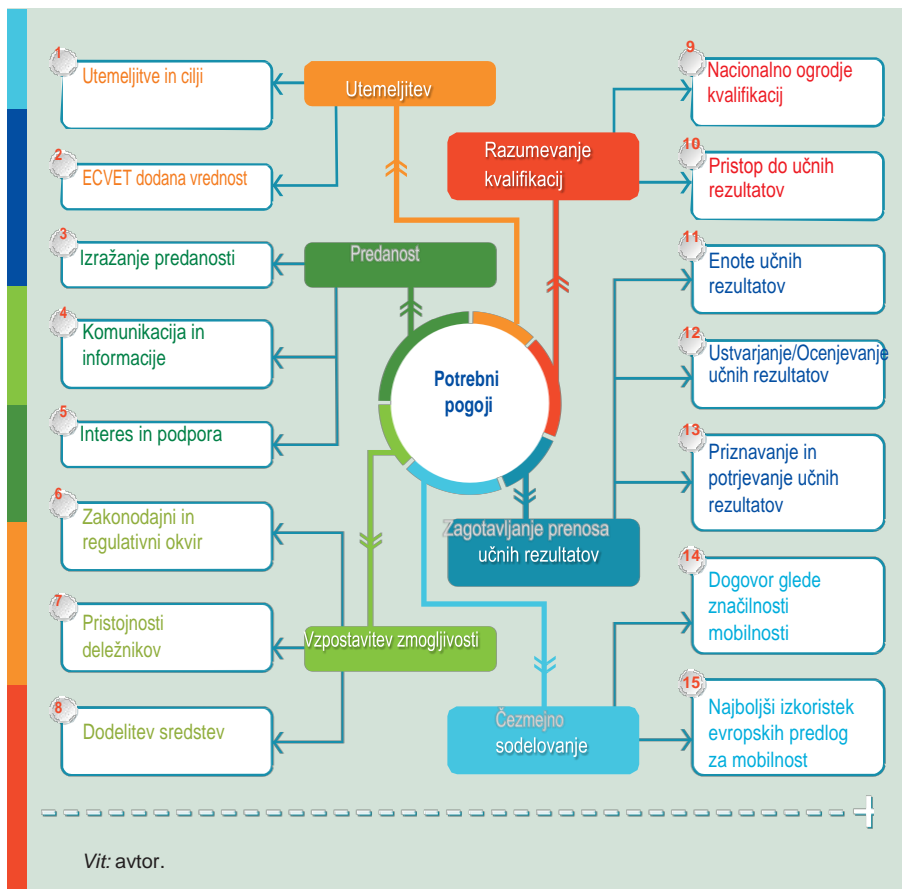 1
Utemeljitve in cilji
2
ECVET dodana vrednost
Utemeljitev
3
Izražanje predanosti
4
Komunikacija in
informacije
5
Interes in podpora
Predanost
6
Zakonodajni in
regulativni okvir
7
Pristojnosti
deležnikov
8
Dodelitev sredstev
Vzpostavitev zmogljivosti
Potrebni
pogoji
Razumevanje
kvalifikacij
9
Nacionalno ogrodje
kvalifikacij
10
Pristop do učnih
rezultatov
Zagotavljanje prenosa
učnih rezultatov
11
Enote učnih
rezultatov
12
Ustvarjanje/Ocenjevanje
učnih rezultatov
13
Priznavanje in
potrjevanje učnih
rezultatov
Čezmejno
sodelovanje
14
Dogovor glede
značilnosti
mobilnosti
15
Najboljši izkoristek
evropskih predlog
za mobilnost
Vit: avtor.